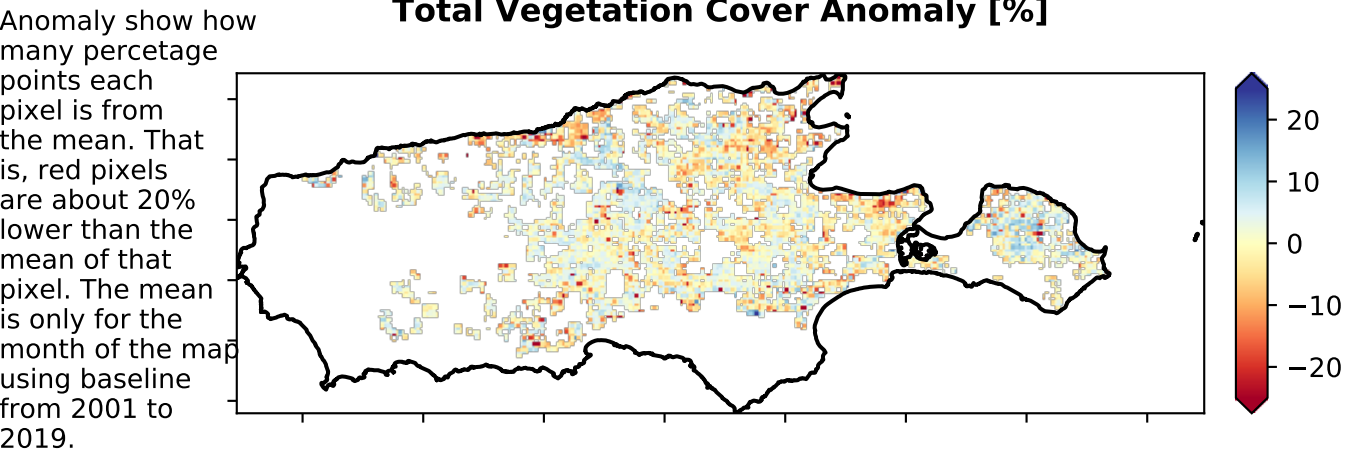 Total Vegetation Cover Anomaly [%]
Anomaly show how
many percetage
points each
pixel is from
the mean. That
is, red pixels
are about 20%
lower than the
mean of that
pixel. The mean
is only for the
month of the map
using baseline
from 2001 to
2019.
20
10
0
−10
−20